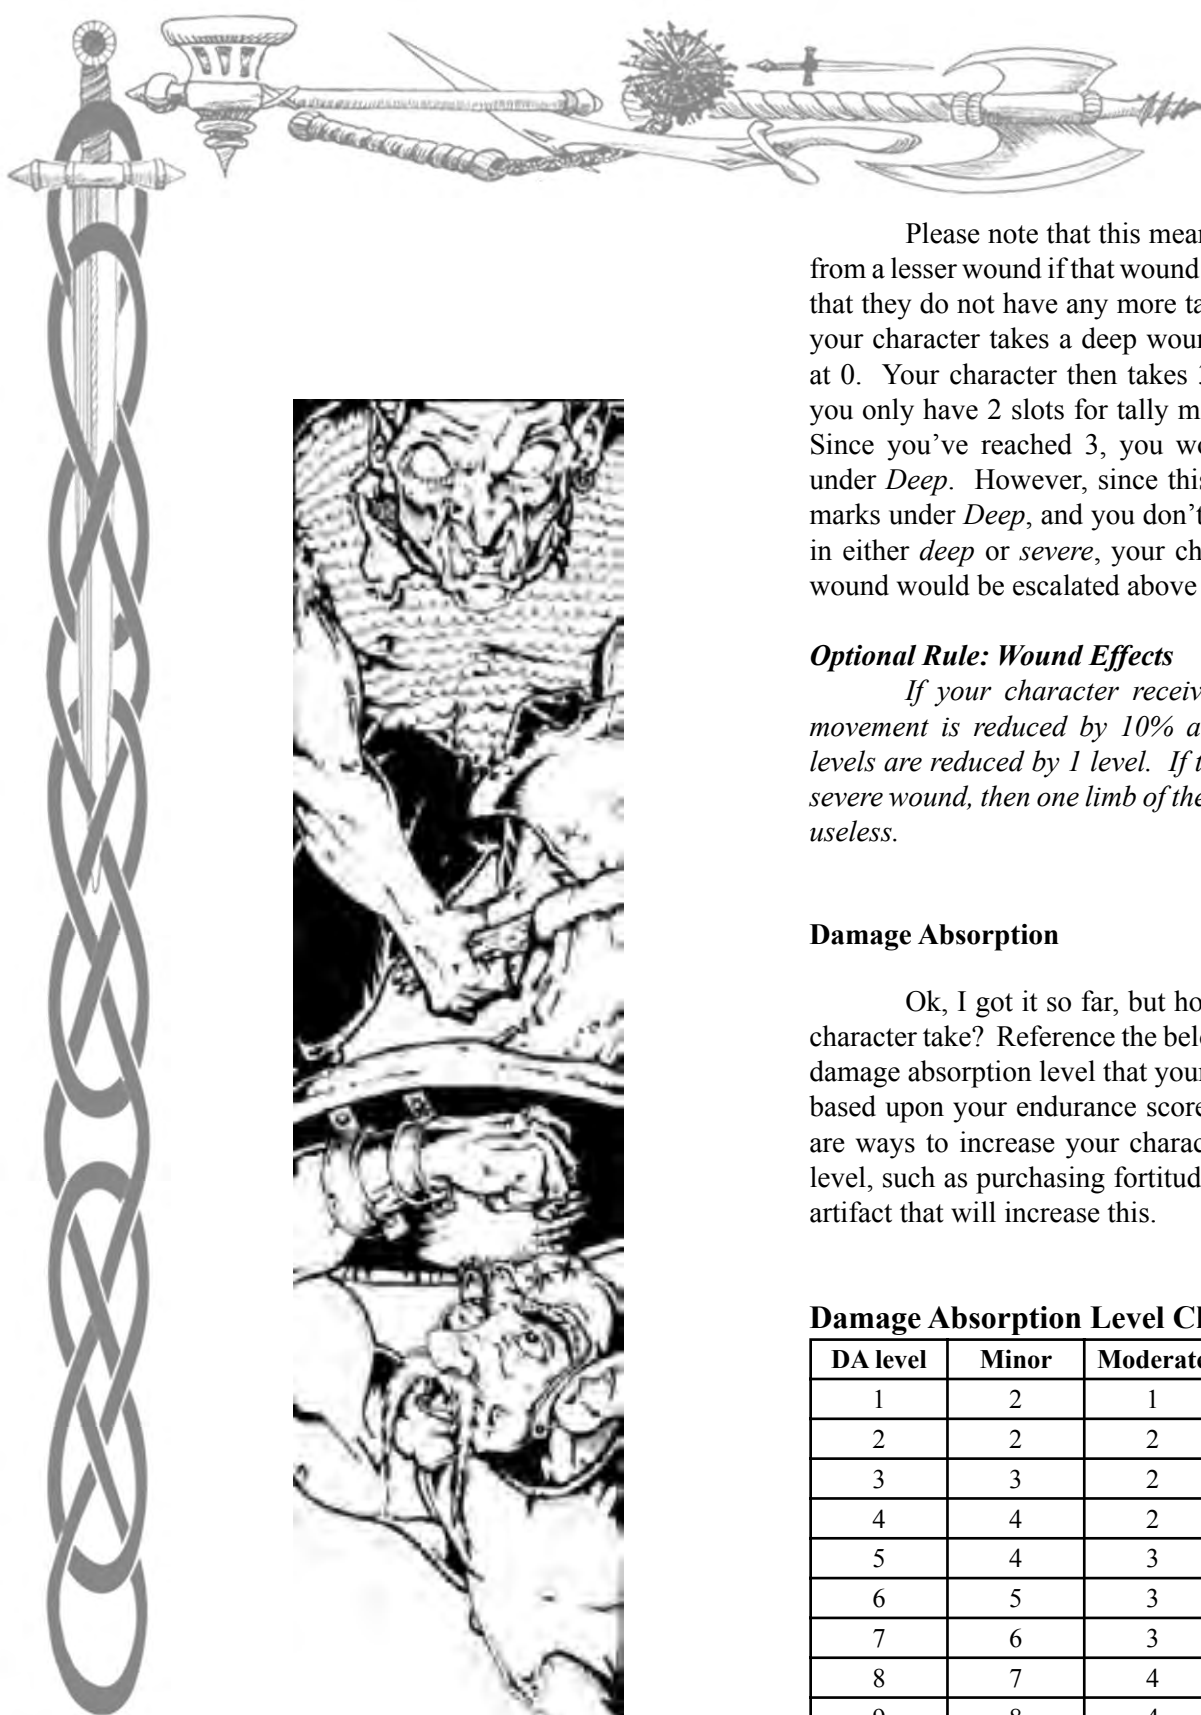 Please note that this mean
from a lesser wound if that wound
that they do not have any more ta
your character takes a deep woun
at 0. Your character then takes
you only have 2 slots for tally m
Since you’ve reached 3, you wo
under Deep. However, since this
marks under Deep, and you don’t
in either deep or severe, your ch
wound would be escalated above
Optional Rule: Wound Effects
If your character receiv
movement is reduced by 10% a
levels are reduced by 1 level. If t
severe wound, then one limb of the
useless.
Damage Absorption
Ok, I got it so far, but ho
character take? Reference the bel
damage absorption level that your
based upon your endurance score
are ways to increase your charac
level, such as purchasing fortitud
artifact that will increase this.
Damage Absorption Level C
DA level Minor Moderate
1 2 1
2 2 2
3 3 2
4 4 2
5 4 3
6 5 3
7 6 3
8 7 4
9 8 4